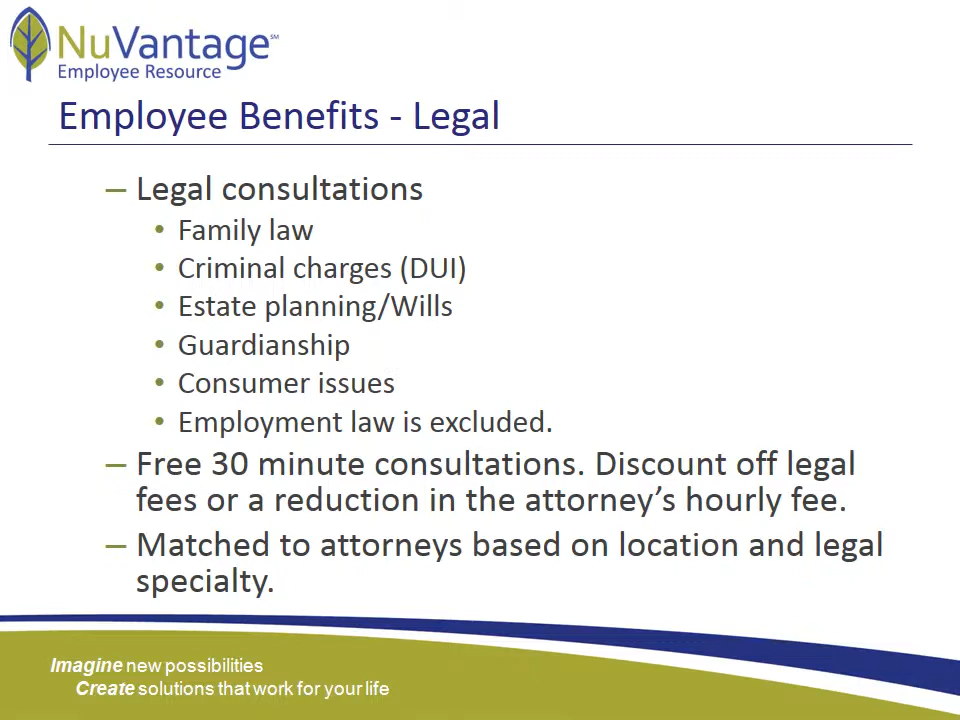 NuVantage℠
Employee Resource
Employee Benefits - Legal
– Legal consultations
• Family law
• Criminal charges (DUI)
• Estate planning/Wills
• Guardianship
• Consumer issues
• Employment law is excluded.
– Free 30 minute consultations. Discount off legal
fees or a reduction in the attorney’s hourly fee.
– Matched to attorneys based on location and legal
specialty.
Imagine new possibilities
Create solutions that work for your life